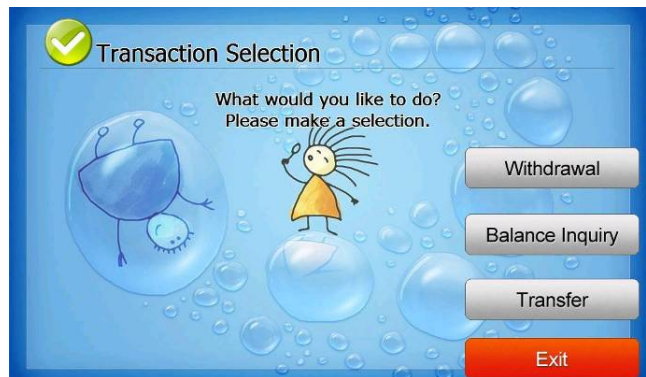 Transaction Selection
What would you like to do?
Please make a selection.
Withdrawal
Balance Inquiry
Transfer
Exit